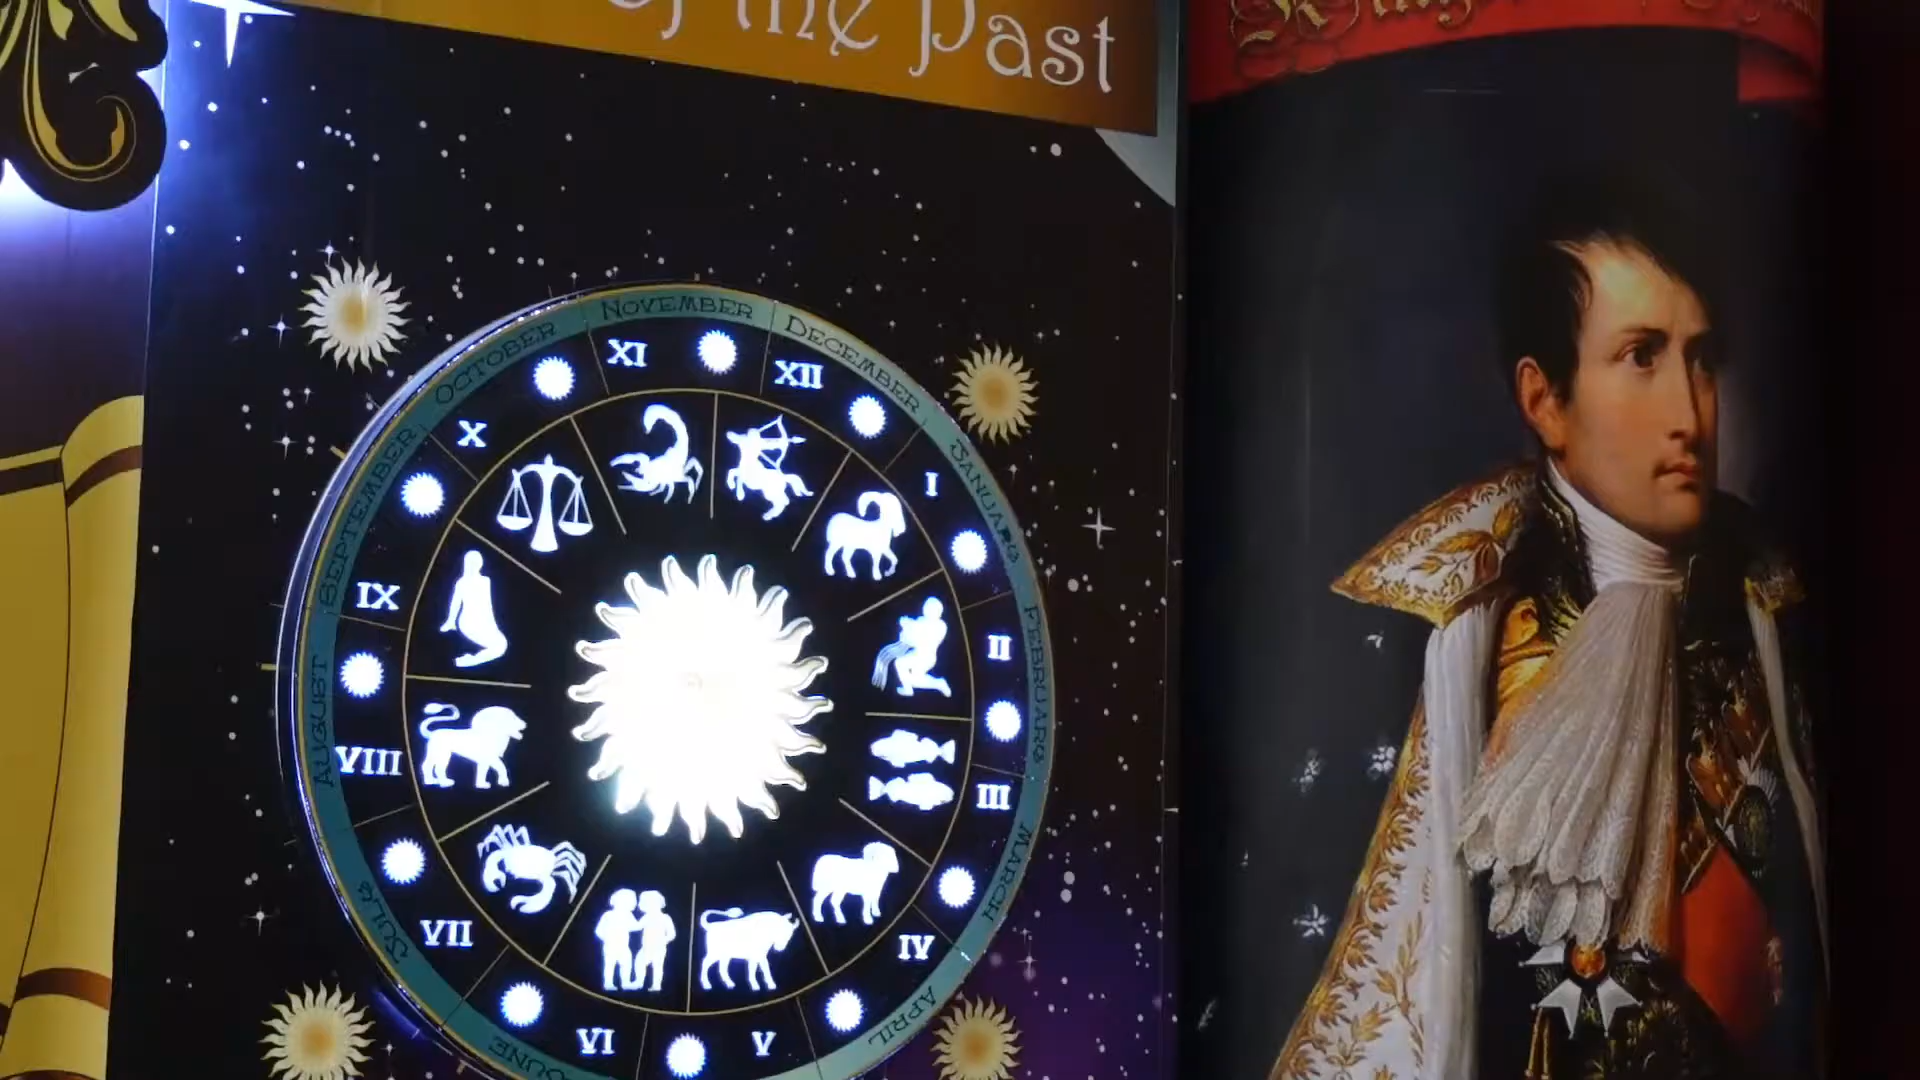 of the Past
NOVEMBER
DECEMBER
JANUARY
FEBRUARY
MARCH
APRIL
JUNE
JULY
AUGUST
SEPTEMBER
OCTOBER
XI
XII
I
II
III
IV
V
VI
VII
VIII
IX
X